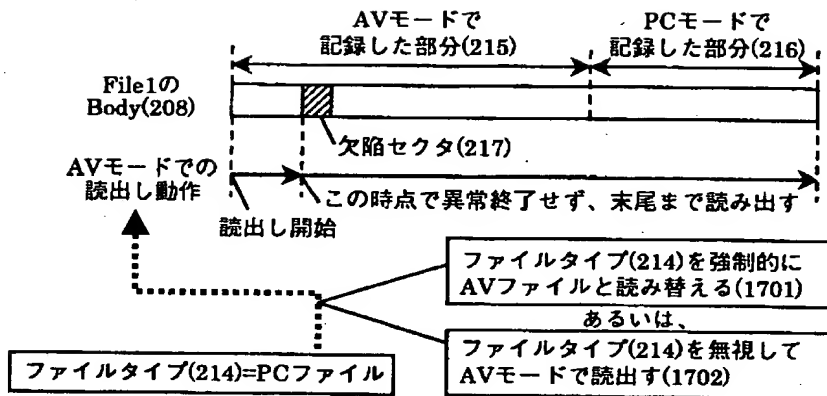 AVモードで
記録した部分(215)
PCモードで
記録した部分(216)
File1の
Body(208)
欠陥セクタ(217)
AVモードでの
読出し動作
この時点で異常終了せず、末尾まで読み出す
読出し開始
ファイルタイプ(214)を強制的に
AVファイルと読み替える(1701)
あるいは、
ファイルタイプ(214)を無視して
AVモードで読出す(1702)
ファイルタイプ(214)=PCファイル